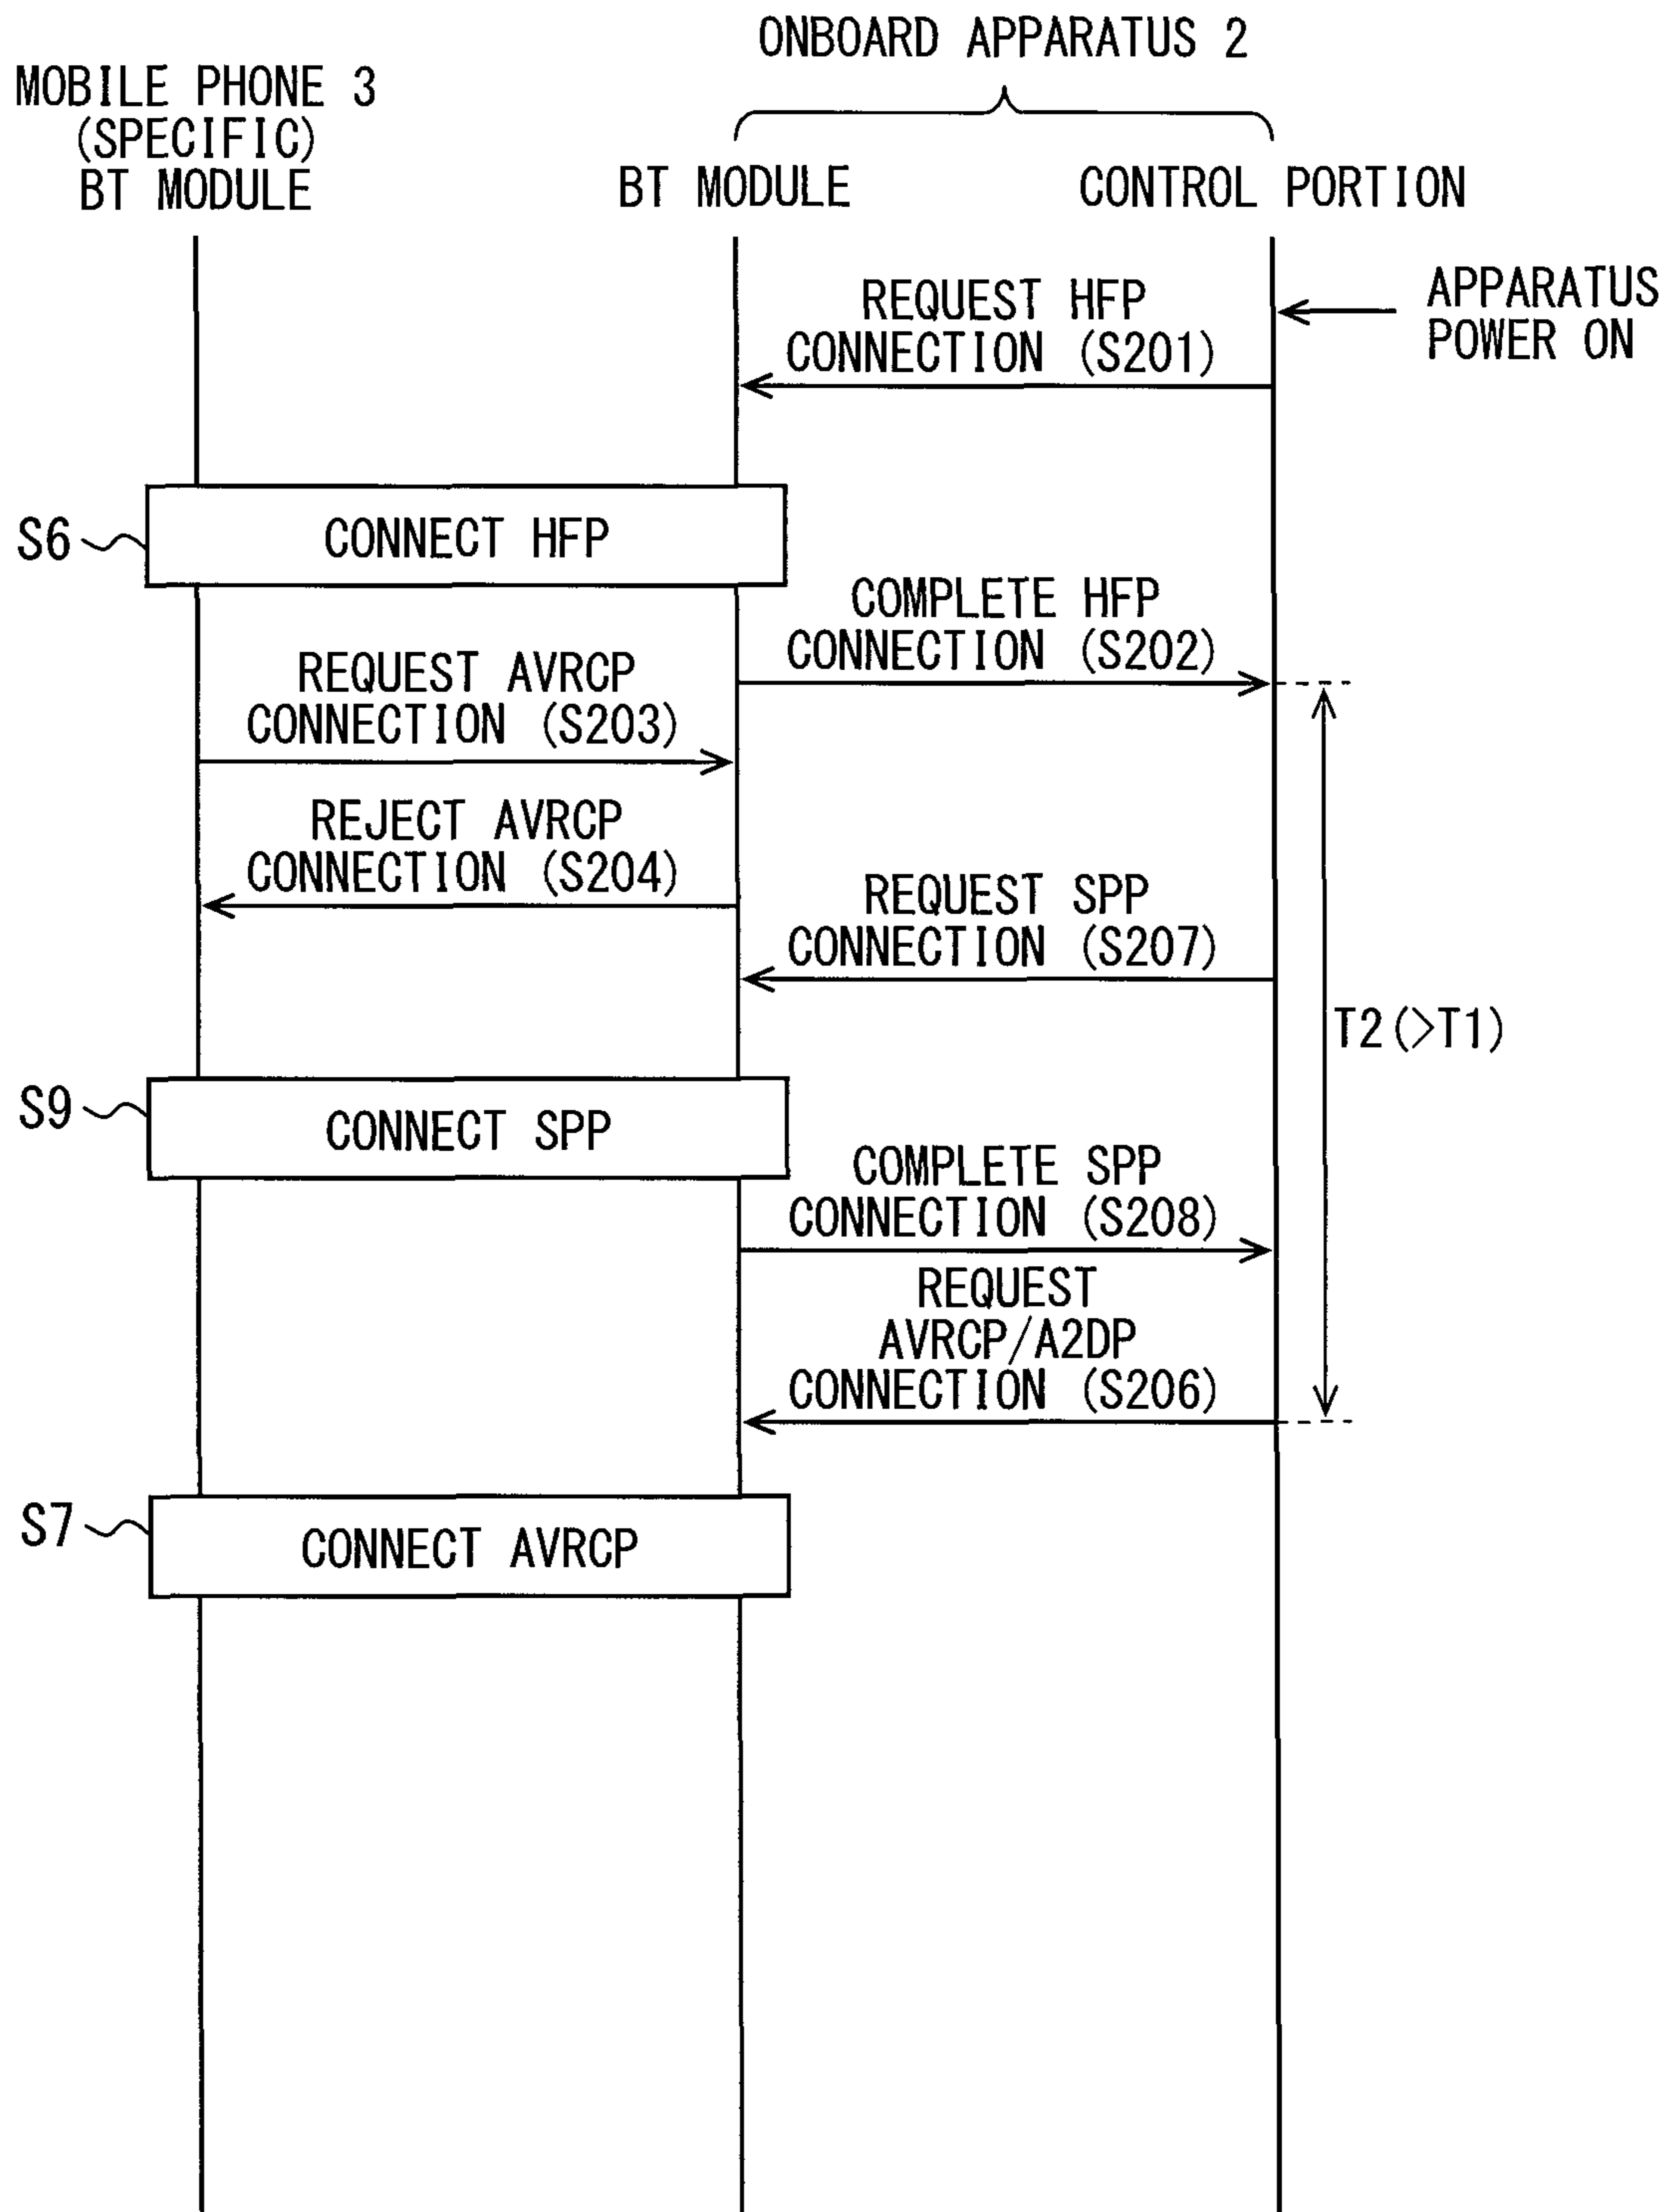 ONBOARD APPARATUS 2
MOBILE PHONE 3
(SPECIFIC)
BT MODULE
BT MODULE
CONTROL PORTION
APPARATUS
POWER ON
REQUEST HFP
CONNECTION (S201)
S6
CONNECT HFP
COMPLETE HFP
CONNECTION (S202)
REQUEST AVRCP
CONNECTION (S203)
REJECT AVRCP
CONNECTION (S204)
REQUEST SPP
CONNECTION (S207)
T2(>T1)
S9
CONNECT SPP
COMPLETE SPP
CONNECTION (S208)
REQUEST
AVRCP/A2DP
CONNECTION (S206)
S7
CONNECT AVRCP